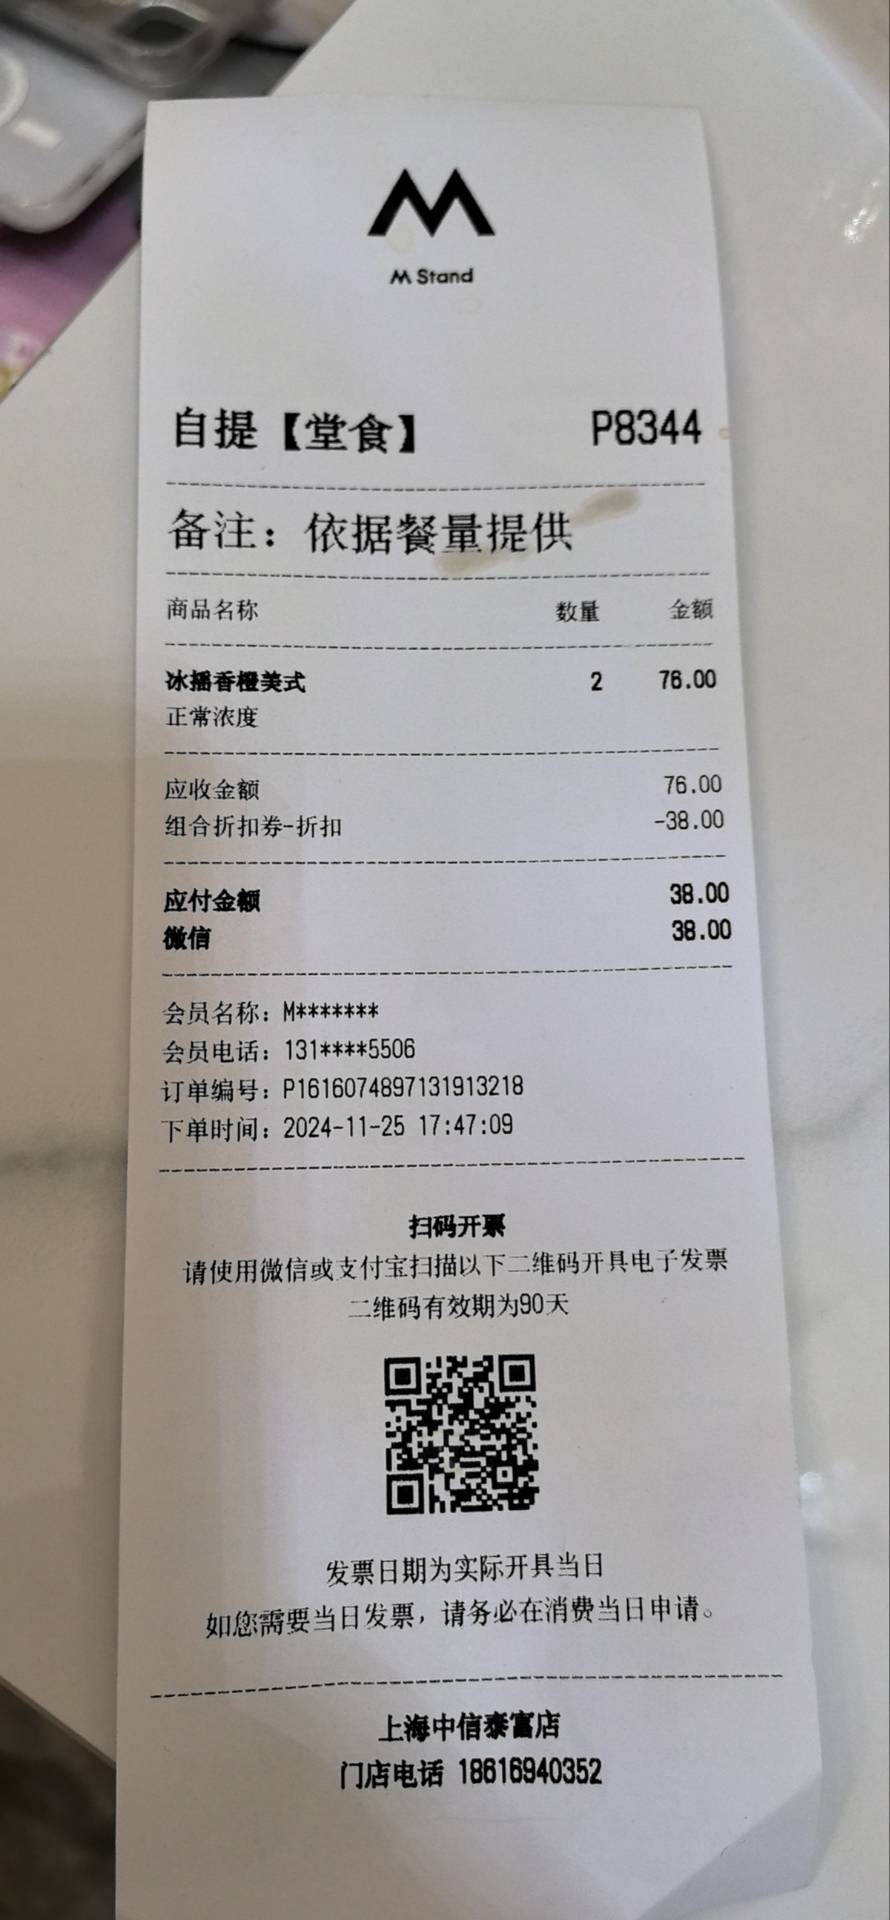 M Stand
自提【堂食】 P8344
备注：依据餐量提供
商品名称 数量 金额
冰摇香橙美式 2 76.00
正常浓度
应收金额 76.00
组合折扣券-折扣 -38.00
应付金额 38.00
微信 38.00
会员名称：M*******
会员电话：131****5506
订单编号：P1616074897131913218
下单时间：2024-11-25 17:47:09
扫码开票
请使用微信或支付宝扫描以下二维码开具电子发票
二维码有效期为90天
发票日期为实际开具当日
如您需要当日发票，请务必在消费当日申请。
上海中信泰富店
门店电话 18616940352